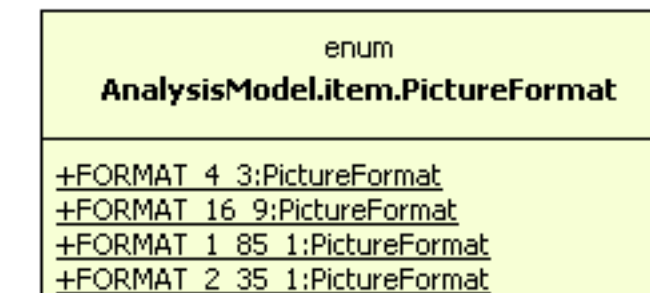 enum
AnalysisModel.item.PictureFormat
+FORMAT_4_3:PictureFormat
+FORMAT_16_9:PictureFormat
+FORMAT_1_85_1:PictureFormat
+FORMAT_2_35_1:PictureFormat